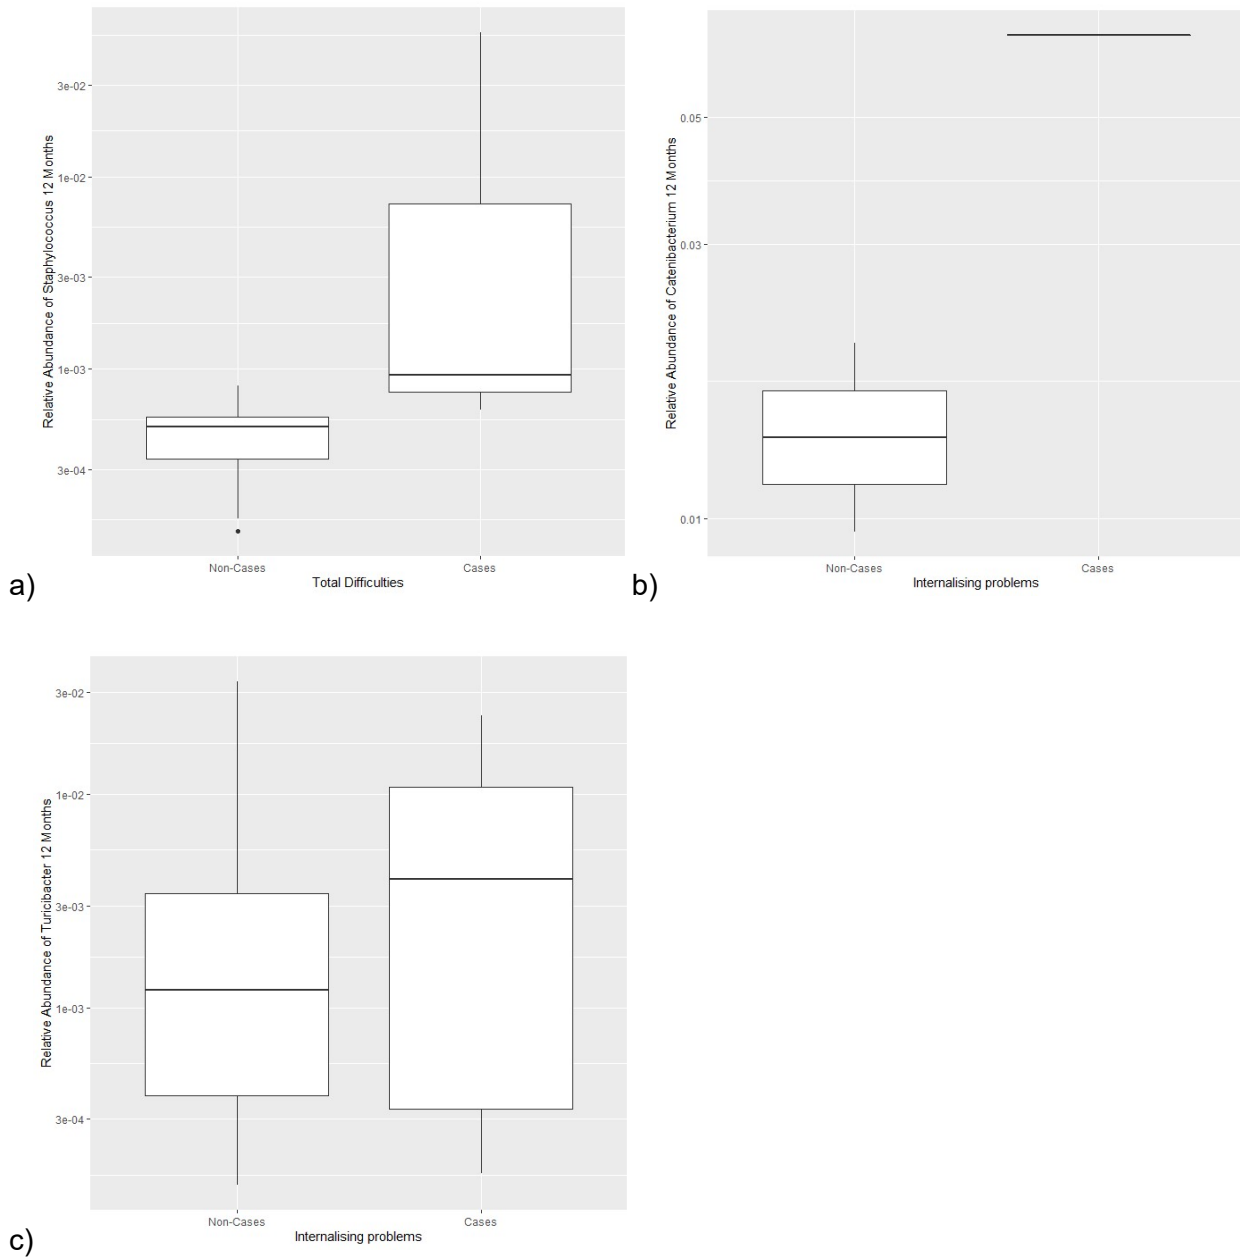 Relative Abundance of Staphylococcus 12 Months
3e-02
1e-02
3e-03
1e-03
3e-04
Non-Cases
Cases
Total Difficulties
a)
Relative Abundance of Catenibacterium 12 Months
0.05
0.03
0.01
Non-Cases
Cases
Internalising problems
b)
Relative Abundance of Turicibacter 12 Months
3e-02
1e-02
3e-03
1e-03
3e-04
Non-Cases
Cases
Internalising problems
c)